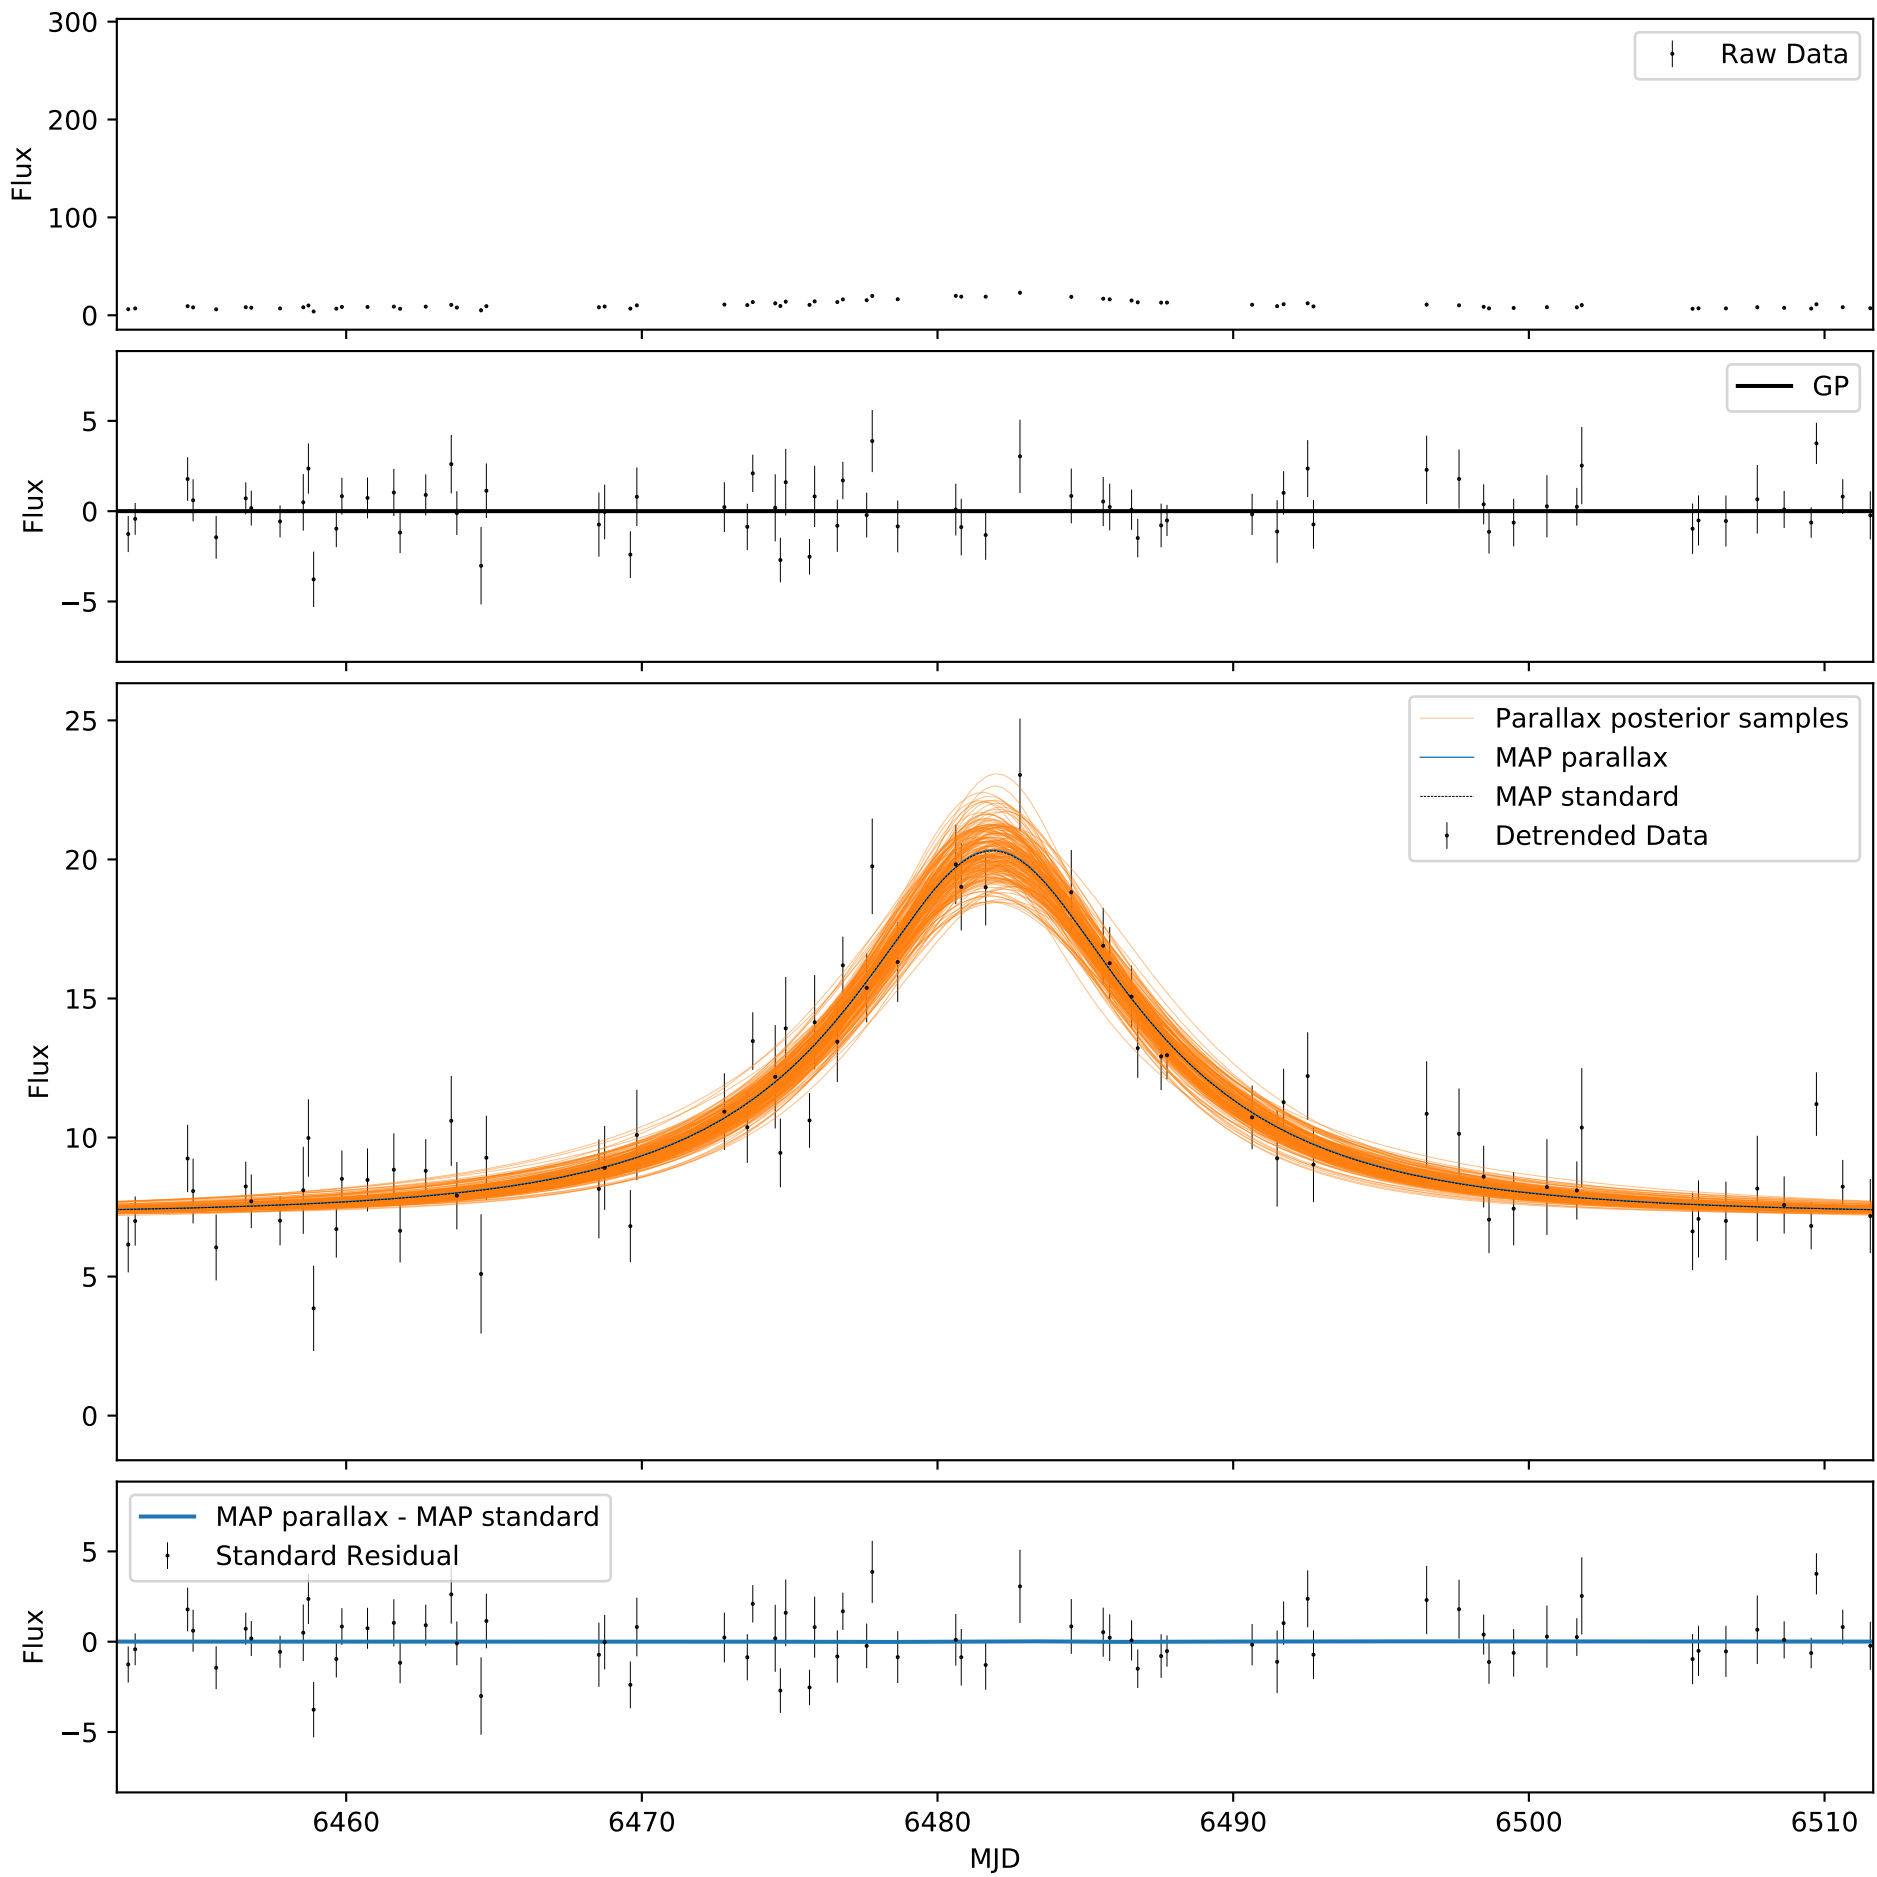 300
200
100
0
Flux
Raw Data
5
0
−5
Flux
GP
25
20
15
10
5
0
Flux
Parallax posterior samples
MAP parallax
MAP standard
Detrended Data
5
0
−5
Flux
MAP parallax - MAP standard
Standard Residual
6460 6470 6480 6490 6500 6510
MJD